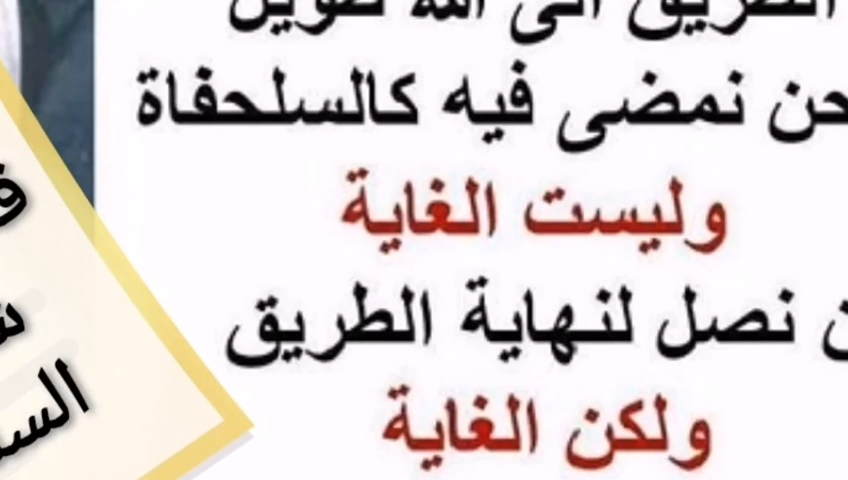 الطريق الى الله طويل
نحن نمضى فيه كالسلحفاة
وليست الغاية
نصل لنهاية الطريق
ولكن الغاية